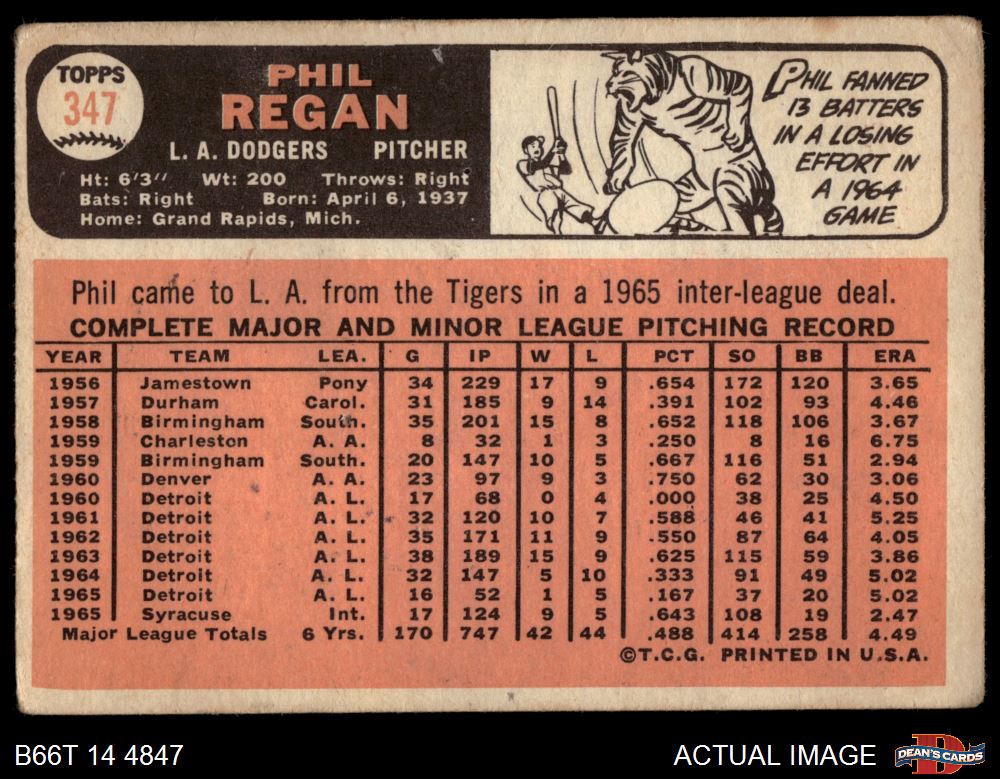 TOPPS
347
PHIL
REGAN
L. A. DODGERS PITCHER
Ht: 6'3" Wt: 200 Throws: Right
Bats: Right Born: April 6, 1937
Home: Grand Rapids, Mich.
PHIL FANNED
13 BATTERS
IN A LOSING
EFFORT IN
A 1964
GAME
Phil came to L. A. from the Tigers in a 1965 inter-league deal.
COMPLETE MAJOR AND MINOR LEAGUE PITCHING RECORD
YEAR TEAM LEA. G IP W L PCT SO BB ERA
1956 Jamestown Pony 34 229 17 9 .654 172 120 3.65
1957 Durham Carol. 31 185 9 14 .391 102 93 4.46
1958 Birmingham South. 35 201 15 8 .652 118 106 3.67
1959 Charleston A. A. 8 32 1 3 .250 8 16 6.75
1959 Birmingham South. 20 147 10 5 .667 116 51 2.94
1960 Denver A. A. 23 97 9 3 .750 62 30 3.06
1960 Detroit A. L. 17 68 0 4 .000 38 25 4.50
1961 Detroit A. L. 32 120 10 7 .588 46 41 5.25
1962 Detroit A. L. 35 171 11 9 .550 87 64 4.05
1963 Detroit A. L. 38 189 15 9 .625 115 59 3.86
1964 Detroit A. L. 32 147 5 10 .333 91 49 5.02
1965 Detroit A. L. 16 52 1 5 .167 37 20 5.02
1965 Syracuse Int. 17 124 9 5 .643 108 19 2.47
Major League Totals 6 Yrs. 170 747 42 44 .488 414 258 4.49
©T.C.G. PRINTED IN U.S.A.
B66T 14 4847
ACTUAL IMAGE
DEAN'S CARDS